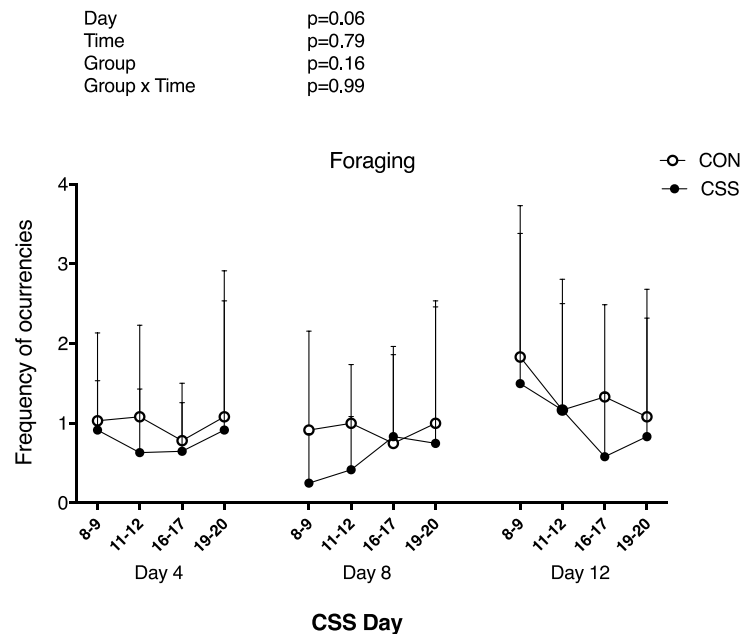 Day p=0.06
Time p=0.79
Group p=0.16
Group x Time p=0.99
Foraging
CON
CSS
Frequency of ocurrencies
4
3
2
1
0
8-9 11-12 16-17 19-20 8-9 11-12 16-17 19-20 8-9 11-12 16-17 19-20
Day 4 Day 8 Day 12
CSS Day